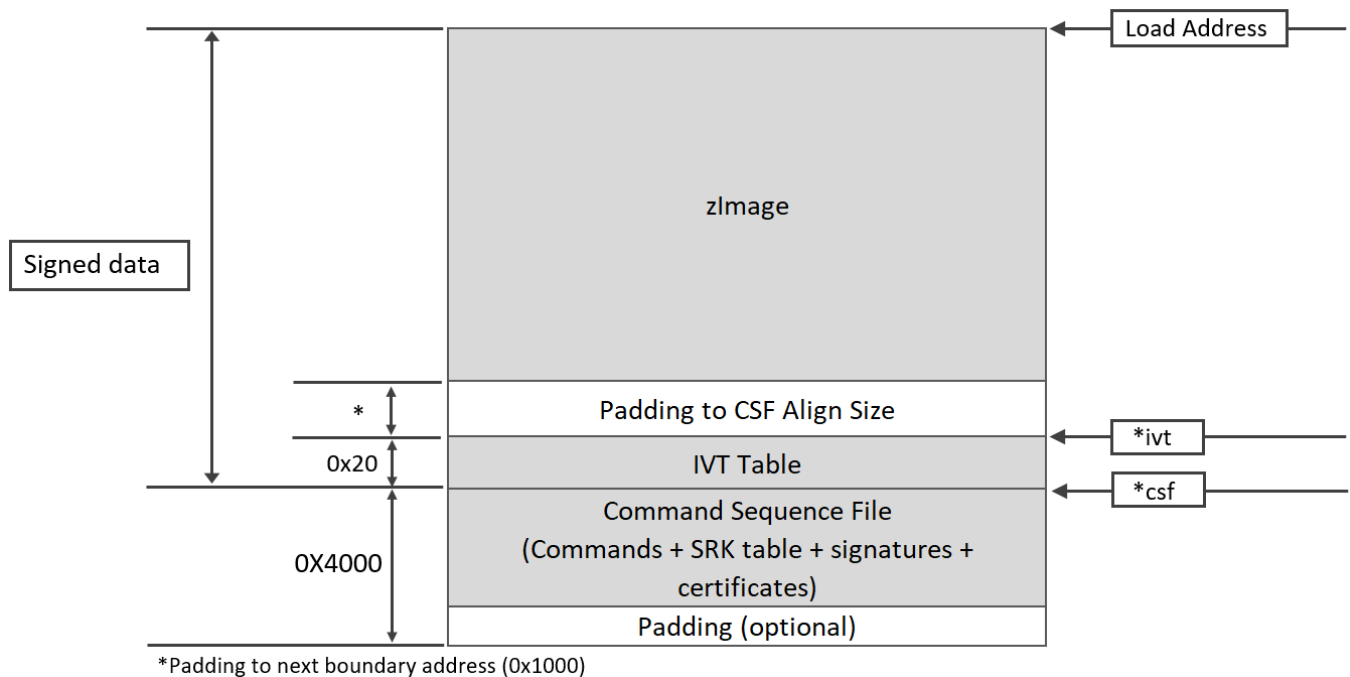 Load Address
zImage
Signed data
*
Padding to CSF Align Size
*ivt
0x20
IVT Table
*csf
Command Sequence File
(Commands + SRK table + signatures +
certificates)
0X4000
Padding (optional)
*Padding to next boundary address (0x1000)